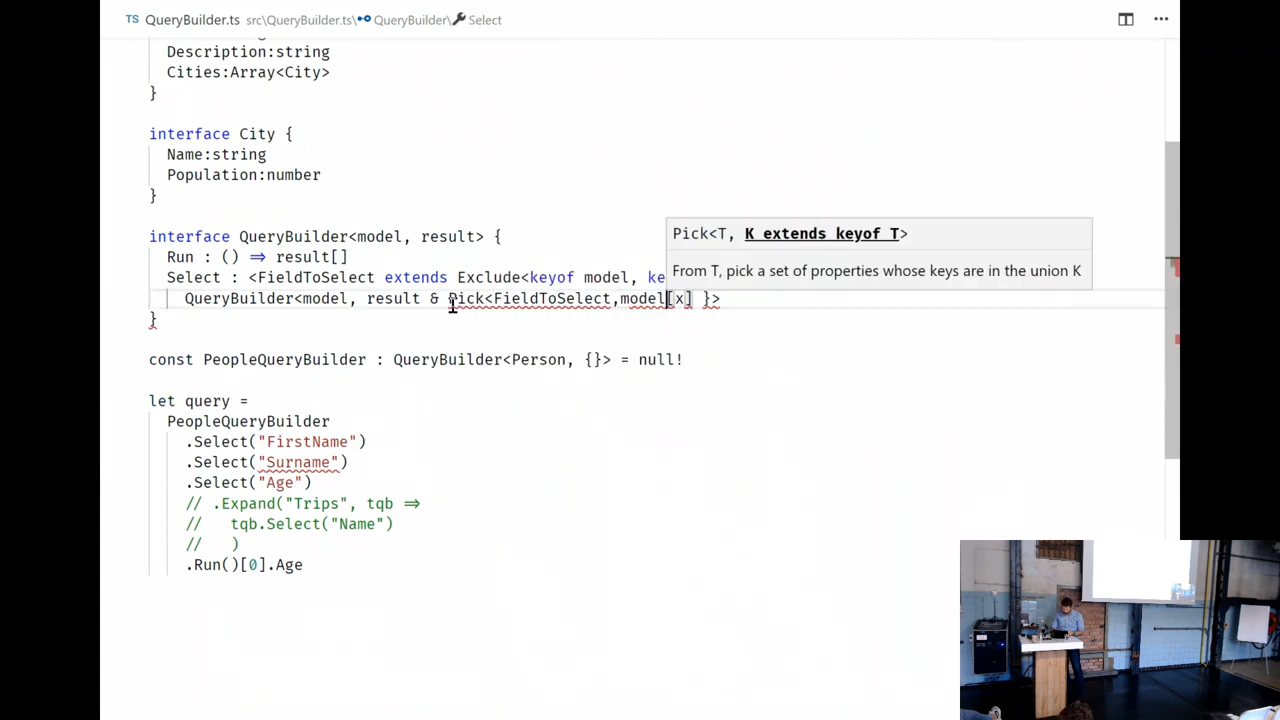 TS QueryBuilder.ts src\QueryBuilder.ts\ QueryBuilder\ Select
Description:string
Cities:Array<City>
}
interface City {
Name:string
Population:number
}
interface QueryBuilder<model, result> {
Pick<T, K extends keyof T>
Run : () => result[]
From T, pick a set of properties whose keys are in the union K
Select : <FieldToSelect extends Exclude<keyof model, ke
QueryBuilder<model, result & Pick<FieldToSelect,model[x] }>
}
const PeopleQueryBuilder : QueryBuilder<Person, {}> = null!
let query =
PeopleQueryBuilder
.Select("FirstName")
.Select("Surname")
.Select("Age")
// .Expand("Trips", tqb =>
// tqb.Select("Name")
// )
.Run()[0].Age